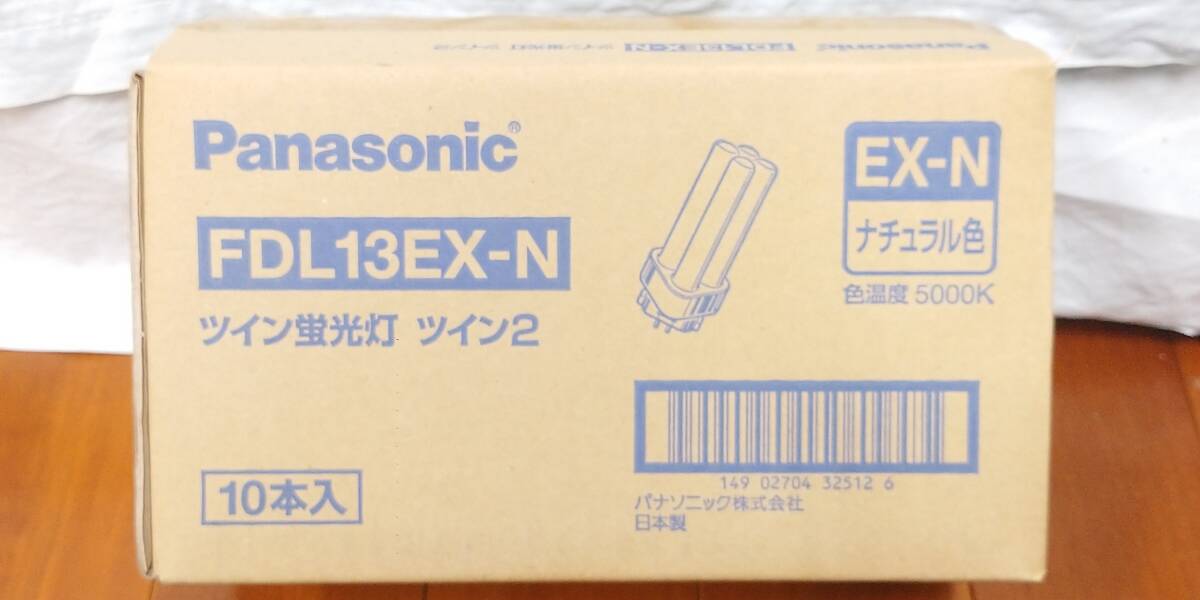 Panasonic FDL13EX-N
Panasonic®
FDL13EX-N
ツイン蛍光灯 ツイン2
10本入
EX-N
ナチュラル色
色温度 5000K
149 02704 32512 6
パナソニック株式会社
日本製